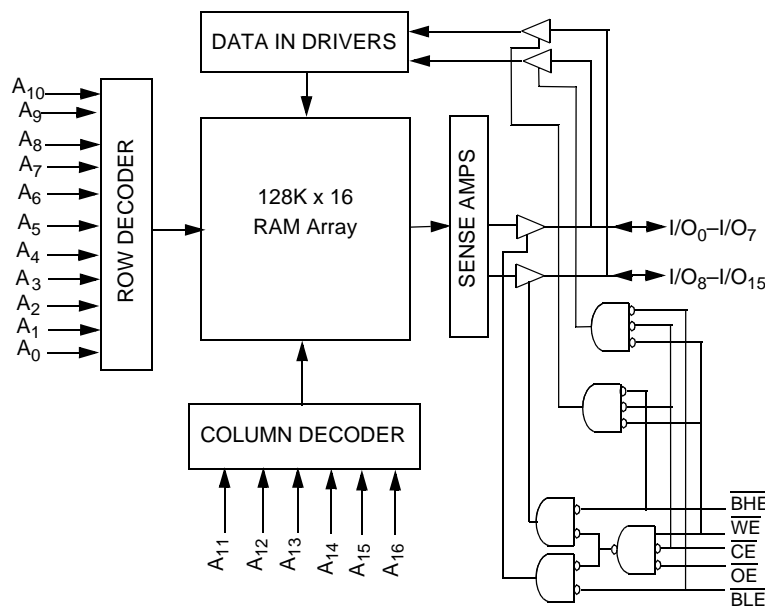 DATA IN DRIVERS
A10
A9
A8
A7
A6
A5
A4
A3
A2
A1
A0
ROW DECODER
128K x 16
RAM Array
SENSE AMPS
I/O0–I/O7
I/O8–I/O15
COLUMN DECODER
A11
A12
A13
A14
A15
A16
BHE
WE
CE
OE
BLE